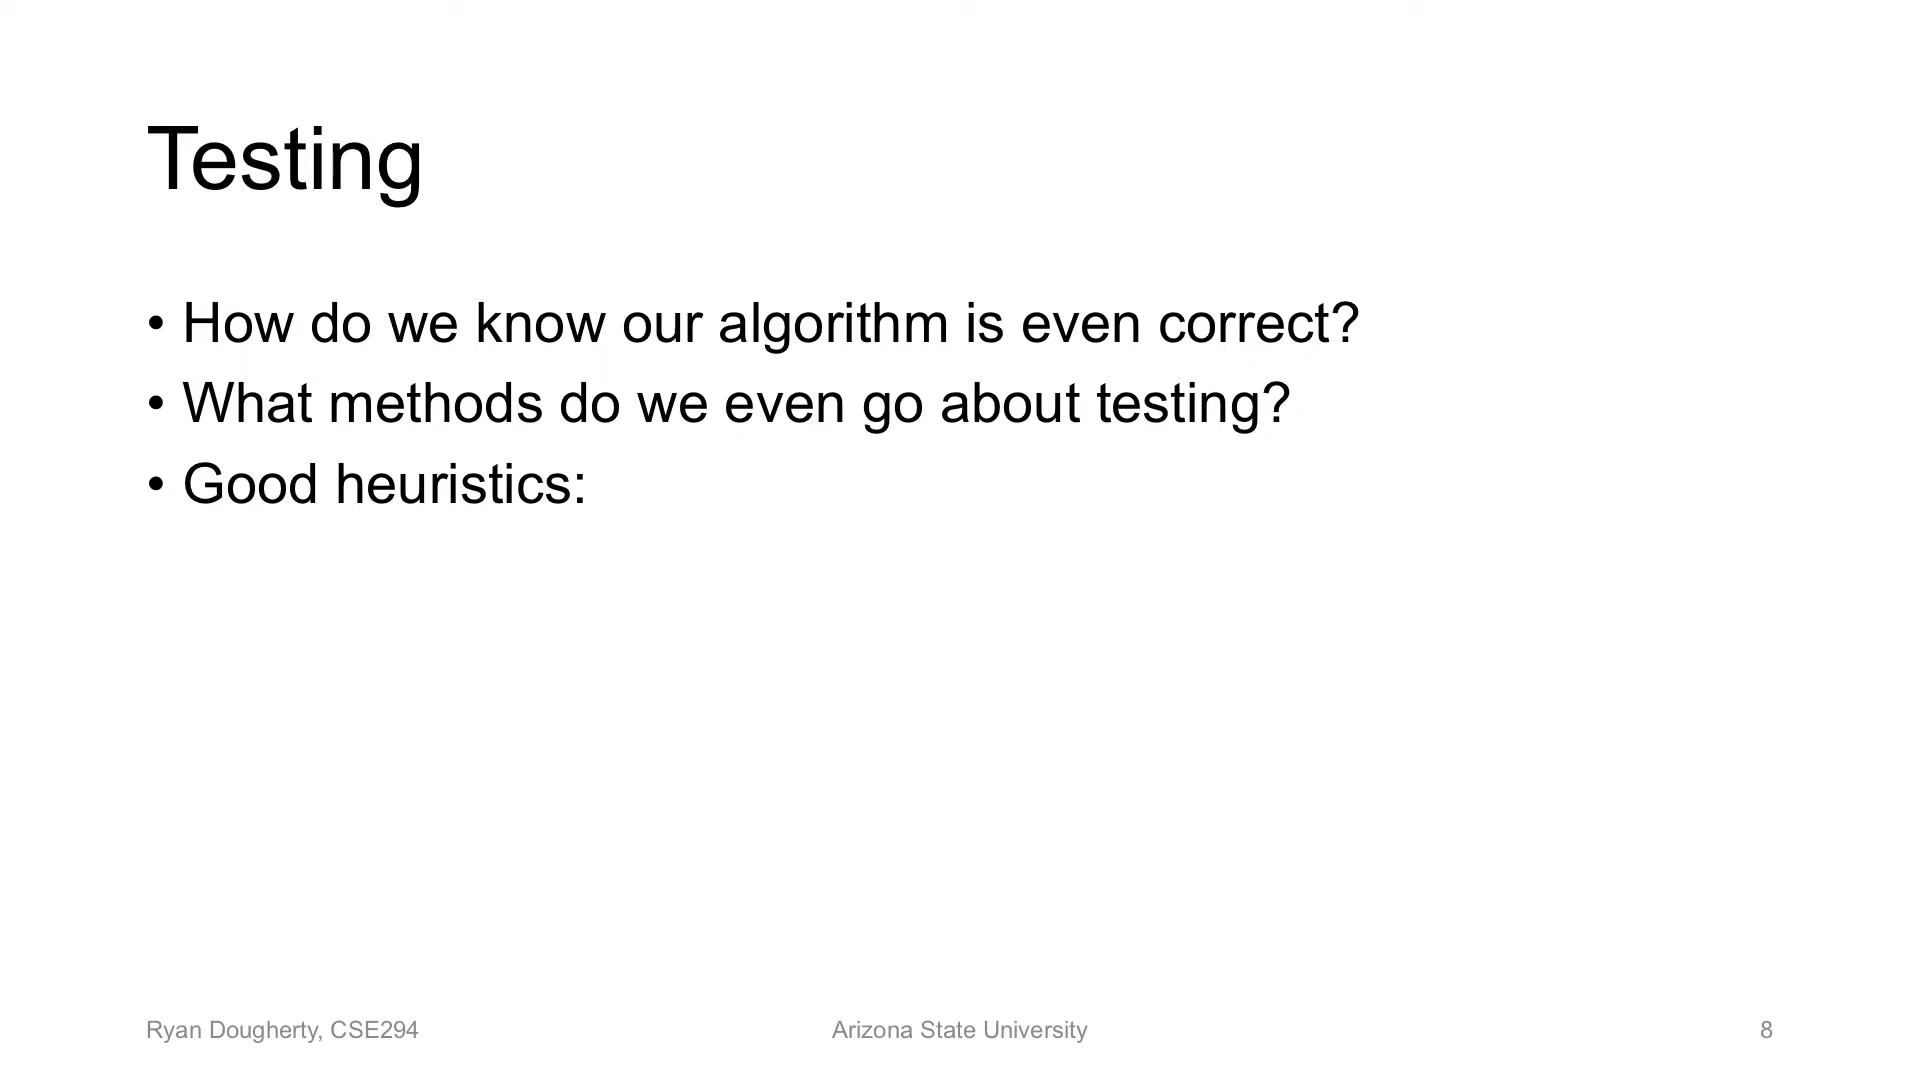 Testing
• How do we know our algorithm is even correct?
• What methods do we even go about testing?
• Good heuristics:
Ryan Dougherty, CSE294
Arizona State University
8